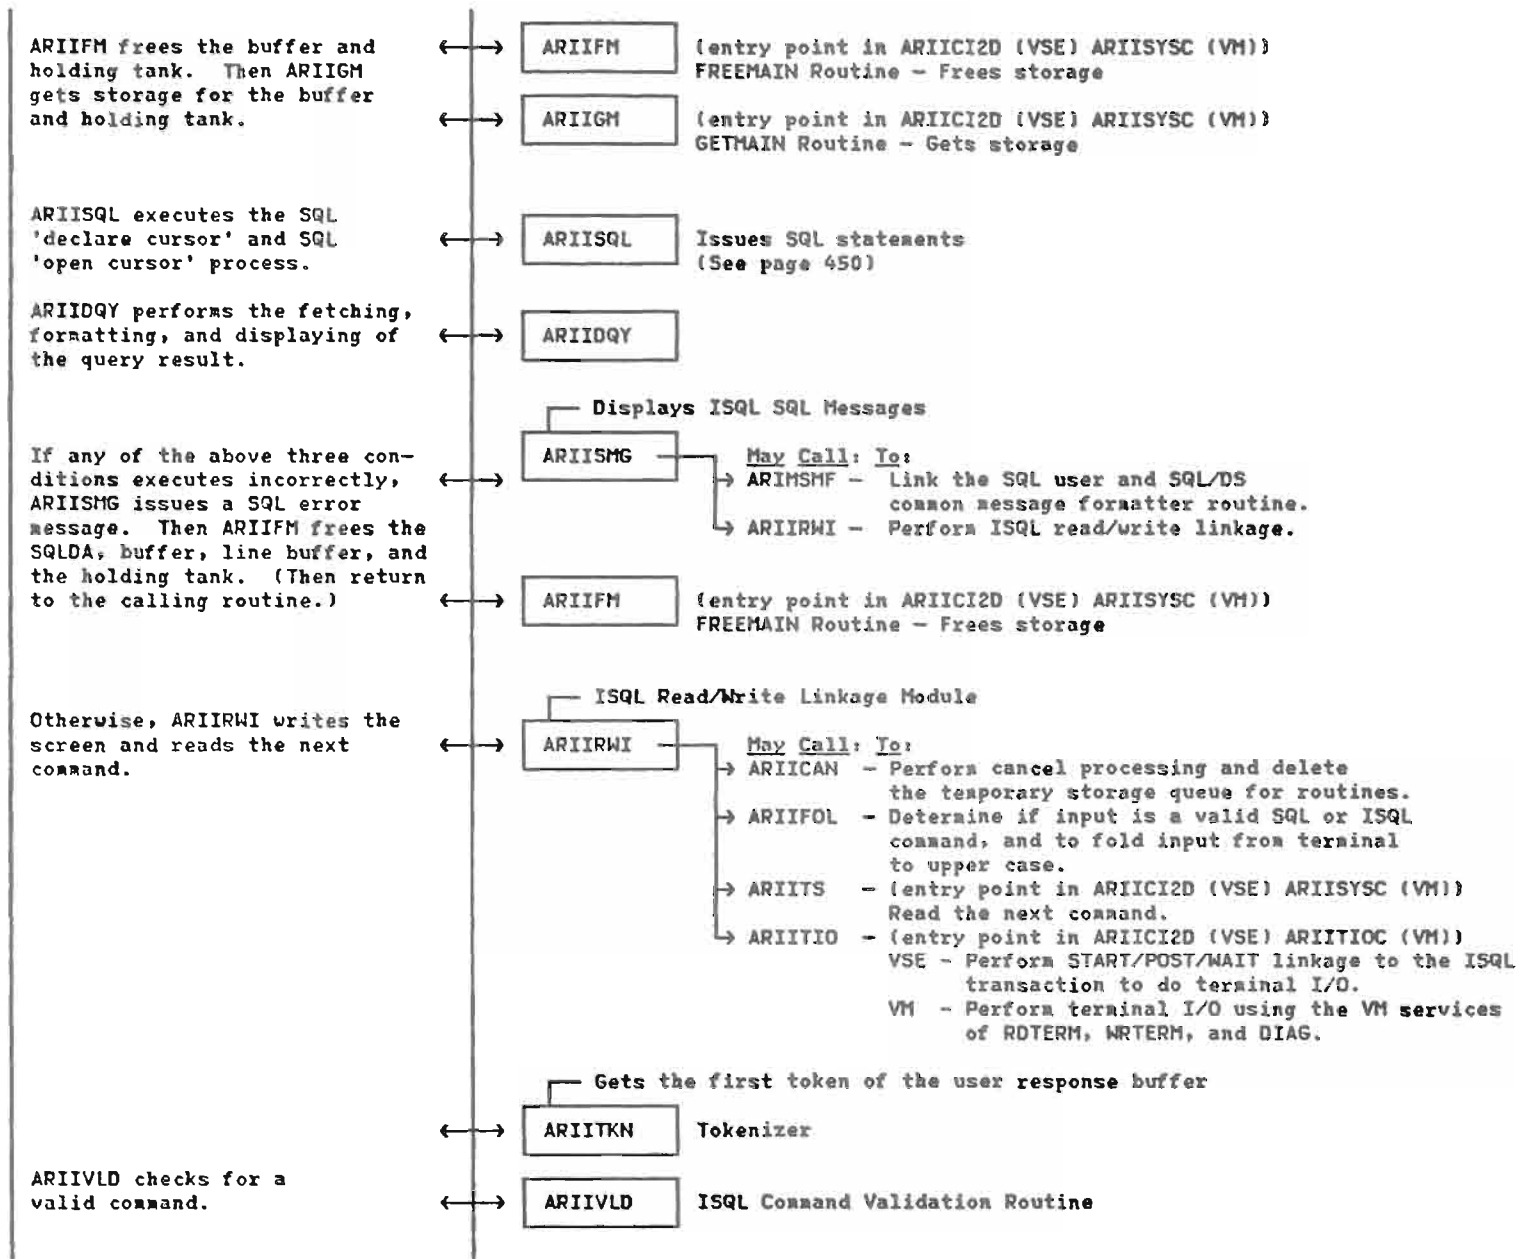 ARIIFM frees the buffer and
holding tank. Then ARIIGM
gets storage for the buffer
and holding tank.
ARIIFM
(entry point in ARIICI2D (VSE) ARIISYSC (VM))
FREEMAIN Routine — Frees storage
ARIIGM
(entry point in ARIICI2D (VSE) ARIISYSC (VM))
GETMAIN Routine — Gets storage
ARIISQL executes the SQL
'declare cursor' and SQL
'open cursor' process.
ARIISQL
Issues SQL statements
(See page 450)
ARIIDQY performs the fetching,
formatting, and displaying of
the query result.
ARIIDQY
Displays ISQL SQL Messages
If any of the above three con-
ditions executes incorrectly,
ARIISMG issues a SQL error
message. Then ARIIFM frees the
SQLDA, buffer, line buffer, and
the holding tank. (Then return
to the calling routine.)
ARIISMG
May Call: To:
ARIMSMF — Link the SQL user and SQL/DS
common message formatter routine.
ARIIRWI — Perform ISQL read/write linkage.
ARIIFM
(entry point in ARIICI2D (VSE) ARIISYSC (VM))
FREEMAIN Routine — Frees storage
ISQL Read/Write Linkage Module
Otherwise, ARIIRWI writes the
screen and reads the next
command.
ARIIRWI
May Call: To:
ARIICAN — Perform cancel processing and delete
the temporary storage queue for routines.
ARIIFOL — Determine if input is a valid SQL or ISQL
command, and to fold input from terminal
to upper case.
ARIITS — (entry point in ARIICI2D (VSE) ARIISYSC (VM))
Read the next command.
ARIITIO — (entry point in ARIICI2D (VSE) ARIITIOC (VM))
VSE — Perform START/POST/WAIT linkage to the ISQL
transaction to do terminal I/O.
VM — Perform terminal I/O using the VM services
of RDTERM, WRTERM, and DIAG.
Gets the first token of the user response buffer
ARIITKN
Tokenizer
ARIIVLD checks for a
valid command.
ARIIVLD
ISQL Command Validation Routine